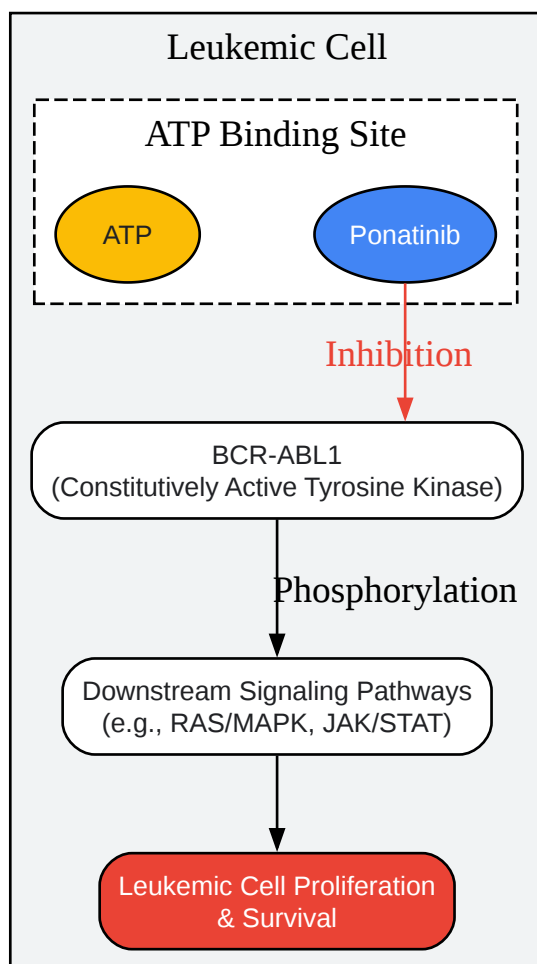 Leukemic Cell
ATP Binding Site
ATP
Ponatinib
Inhibition
BCR-ABL1
(Constitutively Active Tyrosine Kinase)
Phosphorylation
Downstream Signaling Pathways
(e.g., RAS/MAPK, JAK/STAT)
Leukemic Cell Proliferation
& Survival